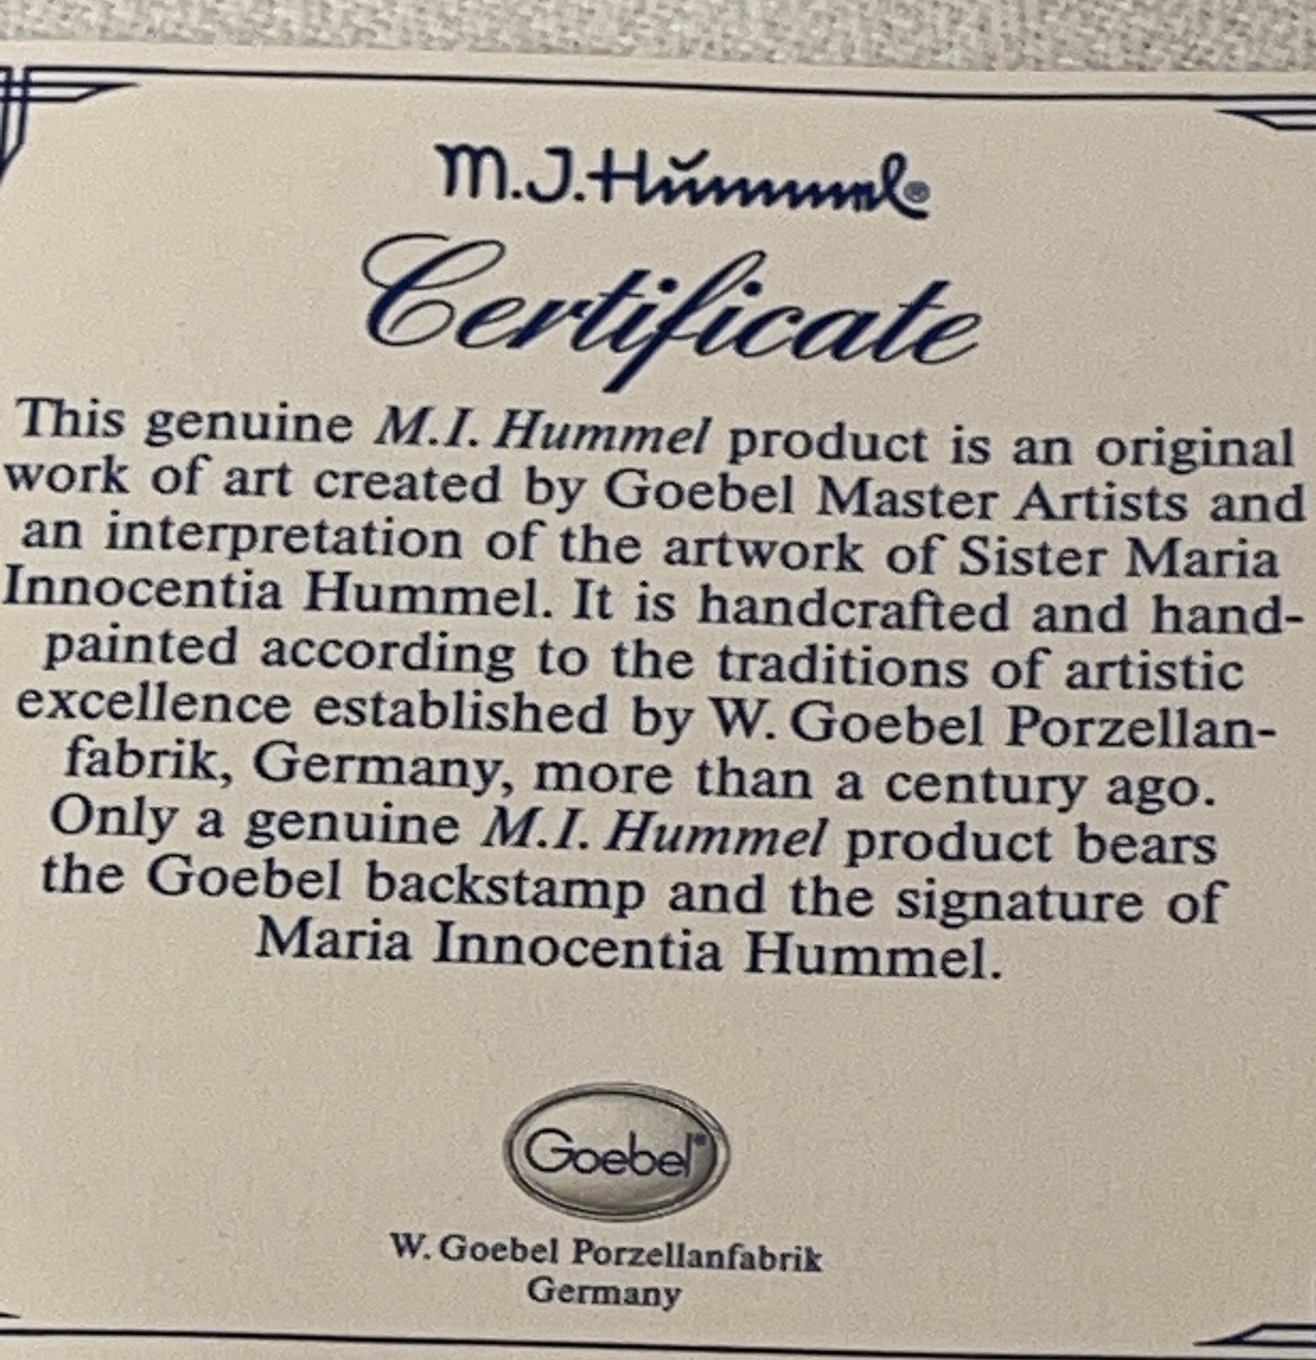 M.J.Hŭmmel®
Certificate
This genuine M.I. Hummel product is an original
work of art created by Goebel Master Artists and
an interpretation of the artwork of Sister Maria
Innocentia Hummel. It is handcrafted and hand-
painted according to the traditions of artistic
excellence established by W. Goebel Porzellan-
fabrik, Germany, more than a century ago.
Only a genuine M.I. Hummel product bears
the Goebel backstamp and the signature of
Maria Innocentia Hummel.
Goebel®
W. Goebel Porzellanfabrik
Germany